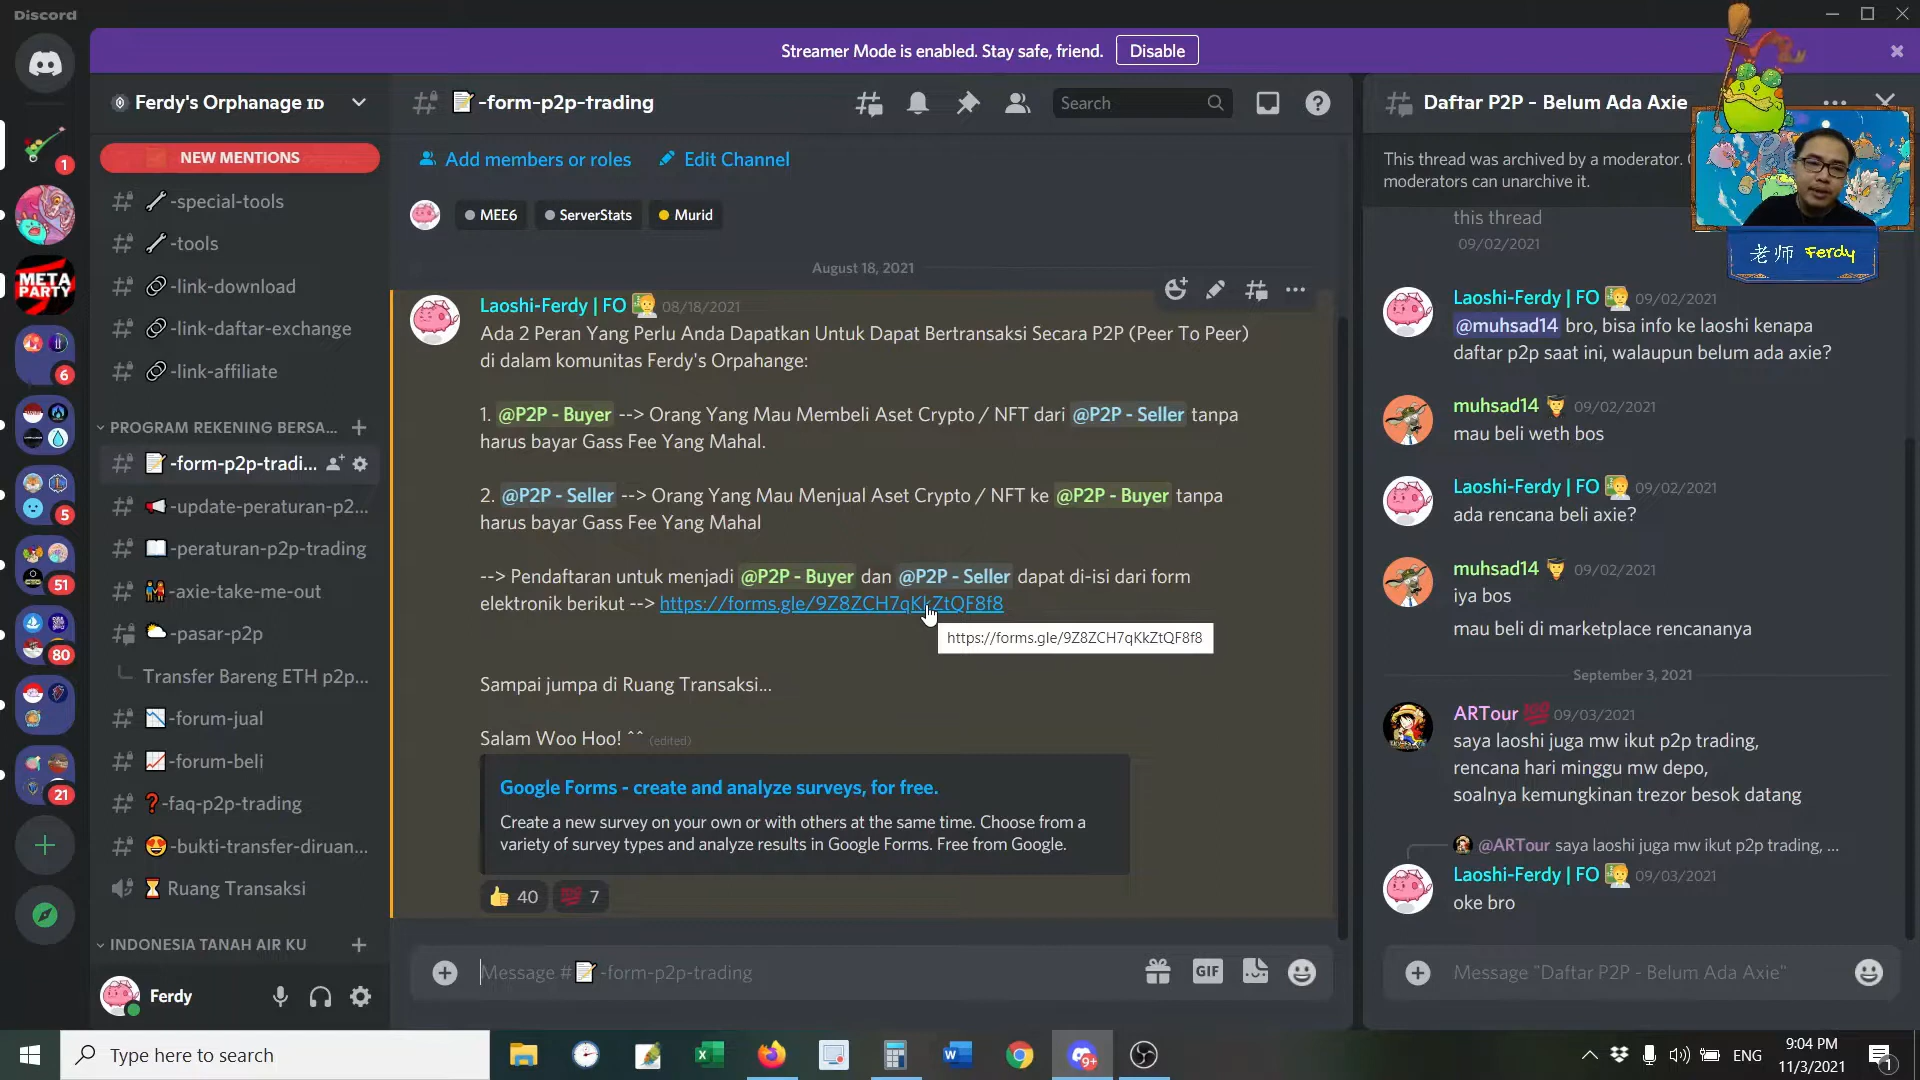 Discord
Streamer Mode is enabled. Stay safe, friend. Disable
1
META
PARTY
6
5
51
80
21
Ferdy's Orphanage ID
NEW MENTIONS
-special-tools
-tools
-link-download
-link-daftar-exchange
-link-affiliate
PROGRAM REKENING BERSA...
-form-p2p-tradi...
-update-peraturan-p2...
-peraturan-p2p-trading
-axie-take-me-out
-pasar-p2p
Transfer Bareng ETH p2p...
-forum-jual
-forum-beli
-faq-p2p-trading
-bukti-transfer-diruan...
Ruang Transaksi
INDONESIA TANAH AIR KU
Ferdy
-form-p2p-trading
Search
Add members or roles Edit Channel
MEE6 ServerStats Murid
August 18, 2021
Laoshi-Ferdy | FO 08/18/2021
Ada 2 Peran Yang Perlu Anda Dapatkan Untuk Dapat Bertransaksi Secara P2P (Peer To Peer)
di dalam komunitas Ferdy's Orpahange:
1. @P2P - Buyer --> Orang Yang Mau Membeli Aset Crypto / NFT dari @P2P - Seller tanpa
harus bayar Gass Fee Yang Mahal.
2. @P2P - Seller --> Orang Yang Mau Menjual Aset Crypto / NFT ke @P2P - Buyer tanpa
harus bayar Gass Fee Yang Mahal
--> Pendaftaran untuk menjadi @P2P - Buyer dan @P2P - Seller dapat di-isi dari form
elektronik berikut --> https://forms.gle/9Z8ZCH7qKkZtQF8f8
https://forms.gle/9Z8ZCH7qKkZtQF8f8
Sampai jumpa di Ruang Transaksi...
Salam Woo Hoo! ^^ (edited)
Google Forms - create and analyze surveys, for free.
Create a new survey on your own or with others at the same time. Choose from a
variety of survey types and analyze results in Google Forms. Free from Google.
40 7
Message # -form-p2p-trading
GIF
Daftar P2P - Belum Ada Axie
This thread was archived by a moderator.
moderators can unarchive it.
this thread
09/02/2021
老师 Ferdy
Laoshi-Ferdy | FO 09/02/2021
@muhsad14 bro, bisa info ke laoshi kenapa
daftar p2p saat ini, walaupun belum ada axie?
muhsad14 09/02/2021
mau beli weth bos
Laoshi-Ferdy | FO 09/02/2021
ada rencana beli axie?
muhsad14 09/02/2021
iya bos
mau beli di marketplace rencananya
September 3, 2021
ARTour 09/03/2021
saya laoshi juga mw ikut p2p trading,
rencana hari minggu mw depo,
soalnya kemungkinan trezor besok datang
@ARTour saya laoshi juga mw ikut p2p trading, ...
Laoshi-Ferdy | FO 09/03/2021
oke bro
Message "Daftar P2P - Belum Ada Axie"
Type here to search
9+
ENG
9:04 PM
11/3/2021
1